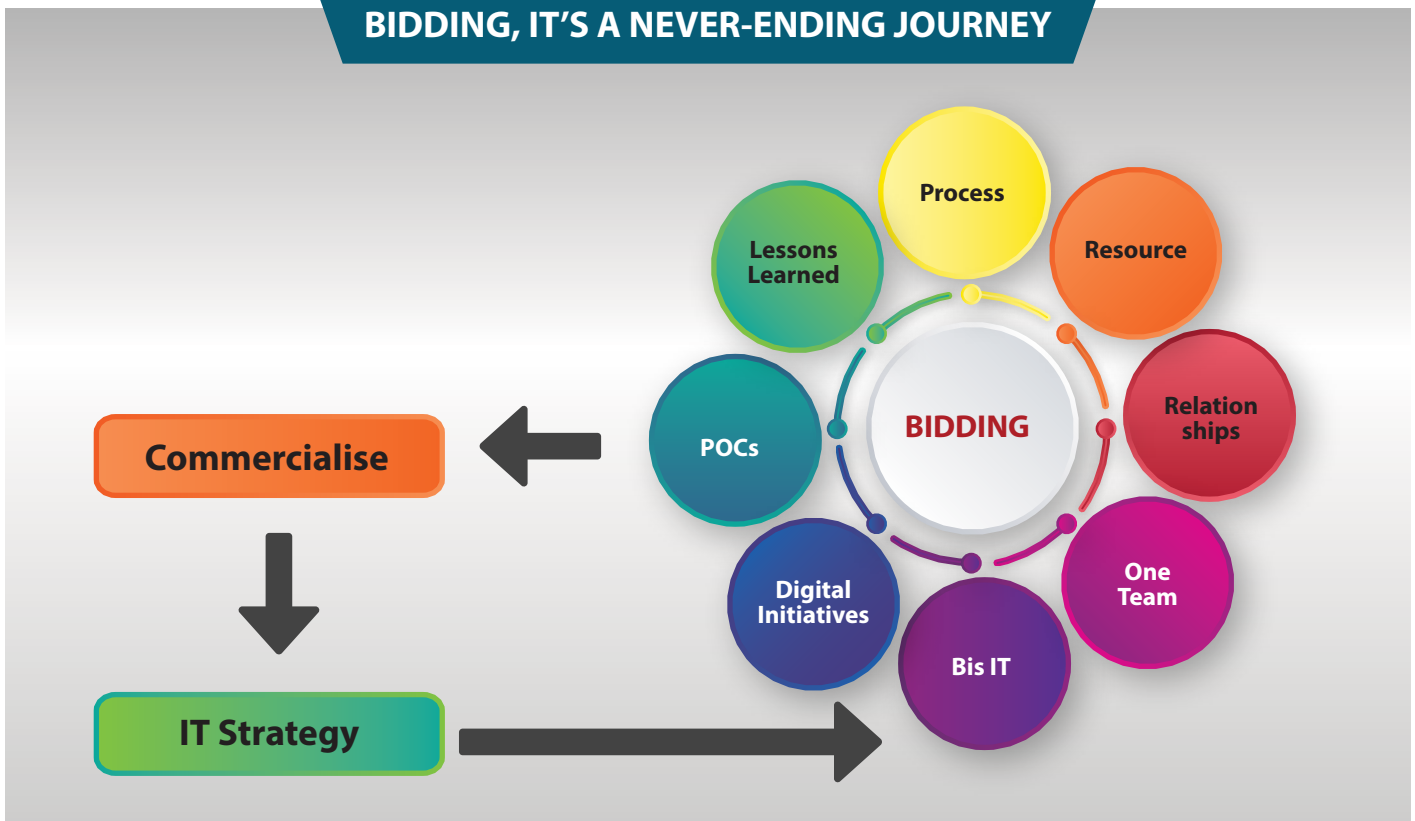 BIDDING, IT'S A NEVER-ENDING JOURNEY
Process
Resource
Relation
ships
One
Team
Bis IT
Digital
Initiatives
POCs
Lessons
Learned
BIDDING
Commercialise
IT Strategy